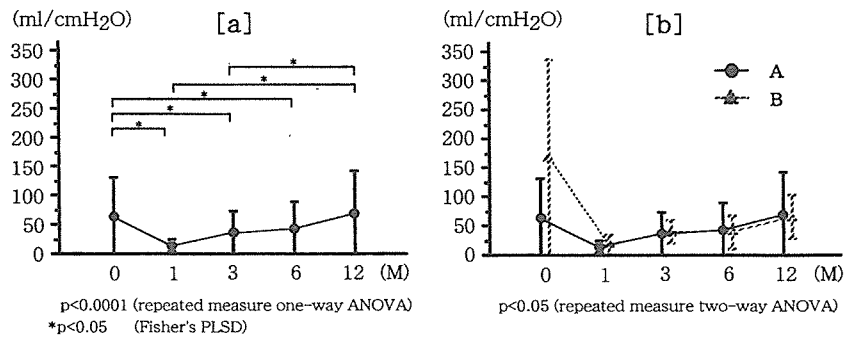 (ml/cmH2O) [a]
350
300
250
200
150
100
50
0
* * * * *
0 1 3 6 12 (M)
p<0.0001 (repeated measure one-way ANOVA)
*p<0.05 (Fisher's PLSD)
(ml/cmH2O) [b]
350
300
250
200
150
100
50
0
A
B
0 1 3 6 12 (M)
p<0.05 (repeated measure two-way ANOVA)